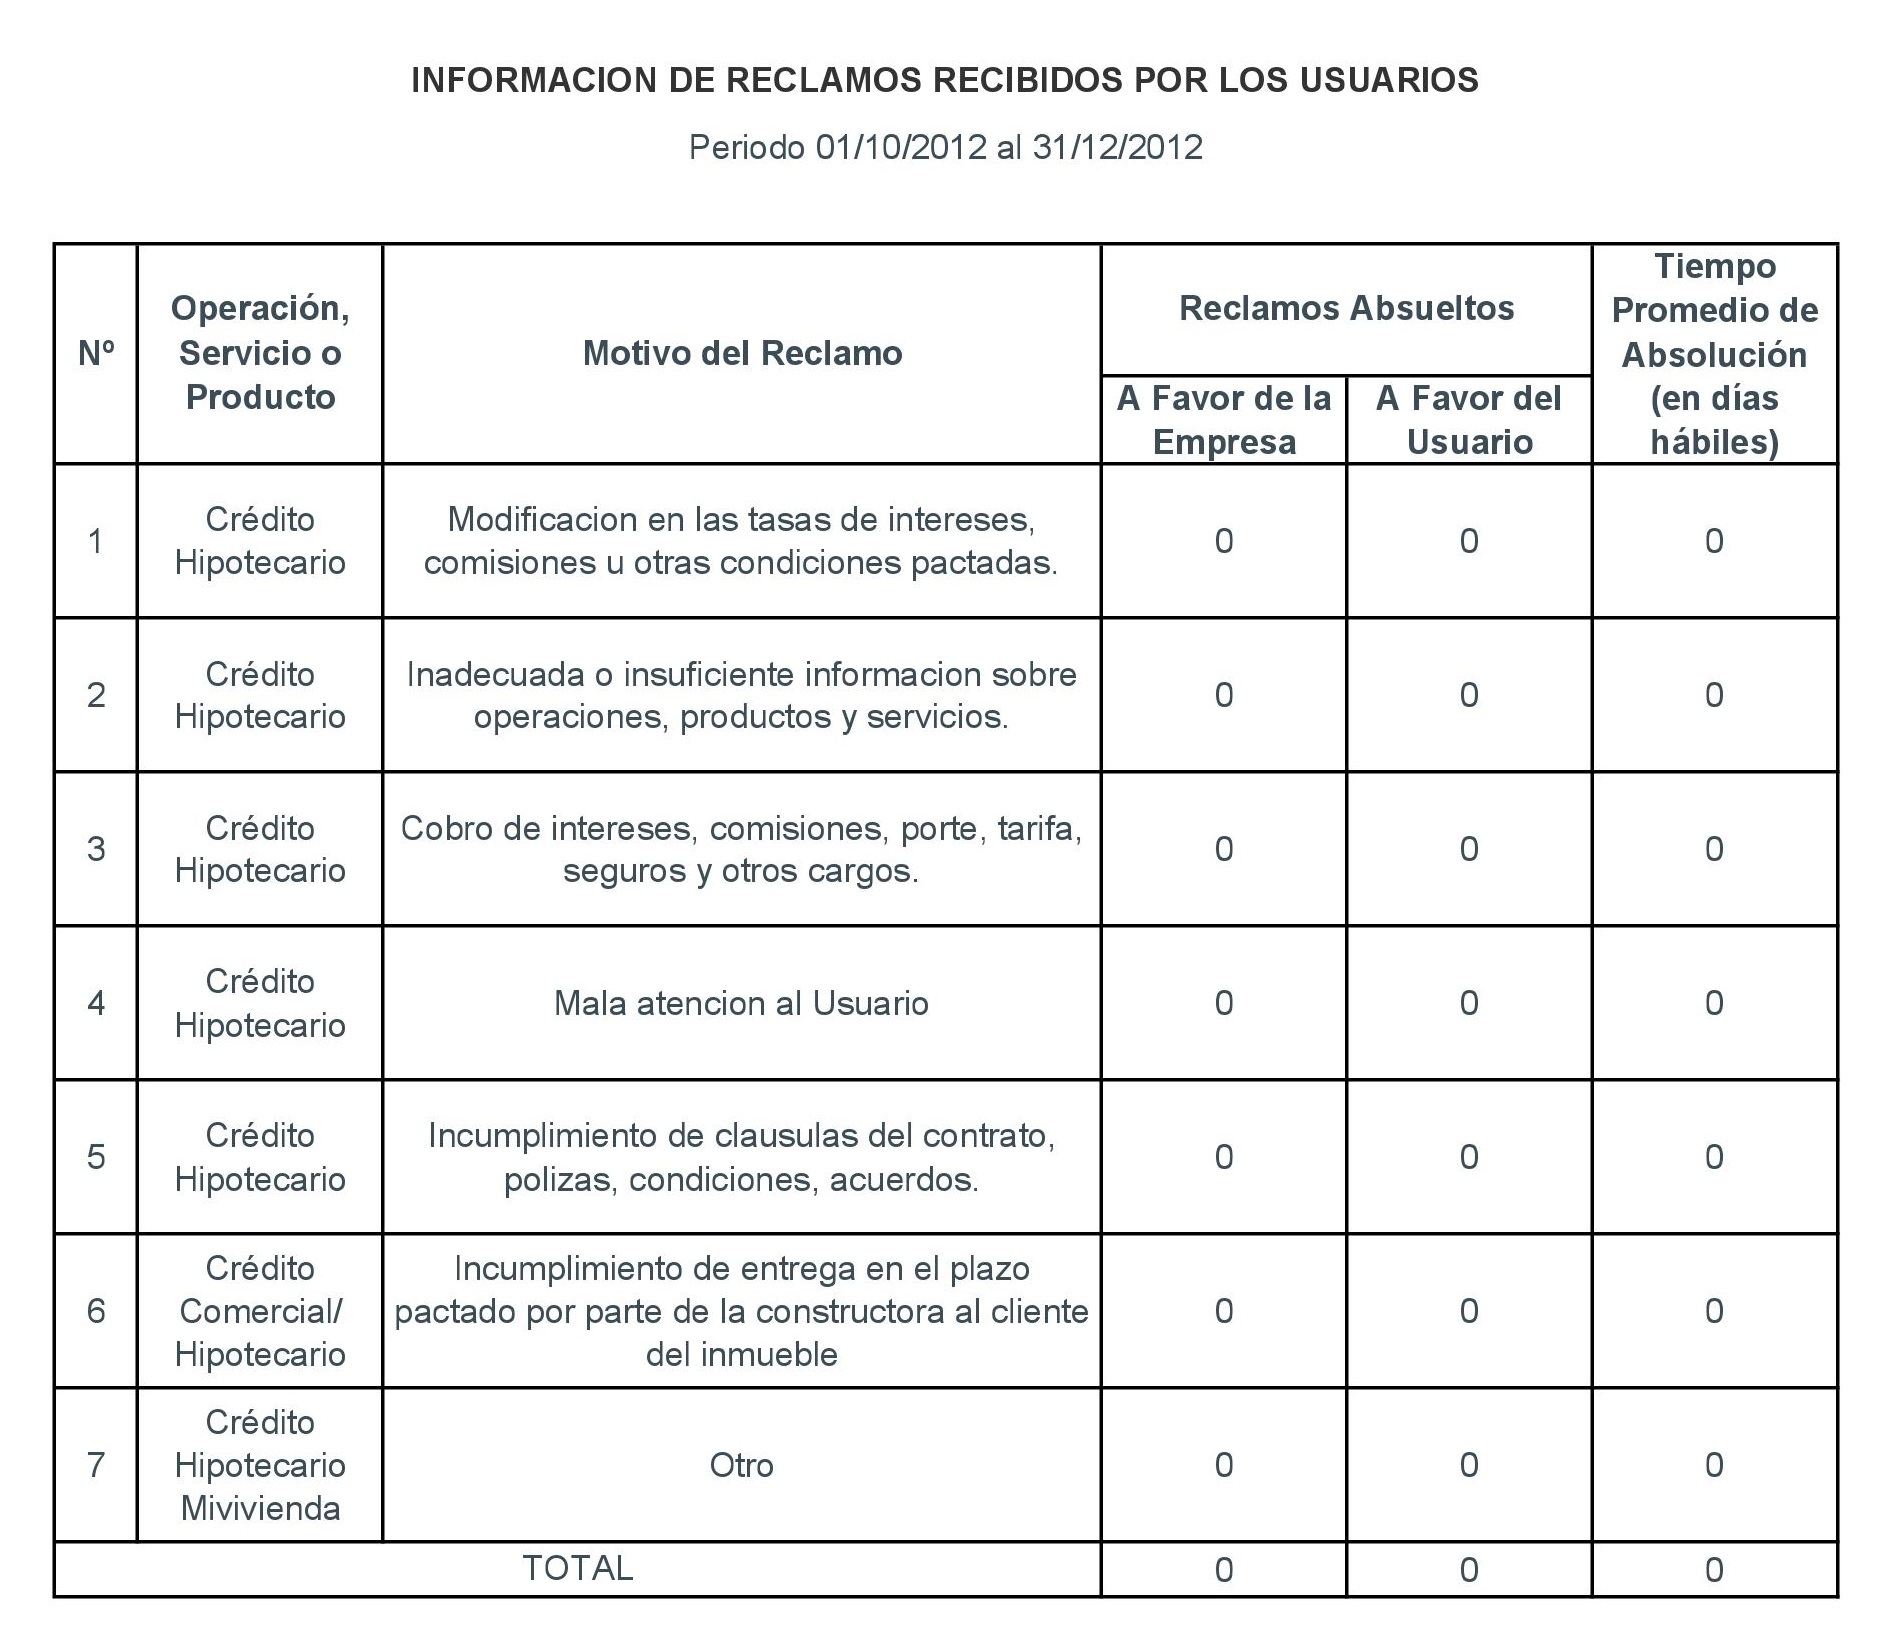 INFORMACION DE RECLAMOS RECIBIDOS POR LOS USUARIOS
Periodo 01/10/2012 al 31/12/2012
Nº
Operación,
Servicio o
Producto
Motivo del Reclamo
Reclamos Absueltos
A Favor de la
Empresa
A Favor del
Usuario
Tiempo
Promedio de
Absolución
(en días
hábiles)
1
Crédito
Hipotecario
Modificacion en las tasas de intereses,
comisiones u otras condiciones pactadas.
0
0
0
2
Crédito
Hipotecario
Inadecuada o insuficiente informacion sobre
operaciones, productos y servicios.
0
0
0
3
Crédito
Hipotecario
Cobro de intereses, comisiones, porte, tarifa,
seguros y otros cargos.
0
0
0
4
Crédito
Hipotecario
Mala atencion al Usuario
0
0
0
5
Crédito
Hipotecario
Incumplimiento de clausulas del contrato,
polizas, condiciones, acuerdos.
0
0
0
6
Crédito
Comercial/
Hipotecario
Incumplimiento de entrega en el plazo
pactado por parte de la constructora al cliente
del inmueble
0
0
0
7
Crédito
Hipotecario
Mivivienda
Otro
0
0
0
TOTAL
0
0
0